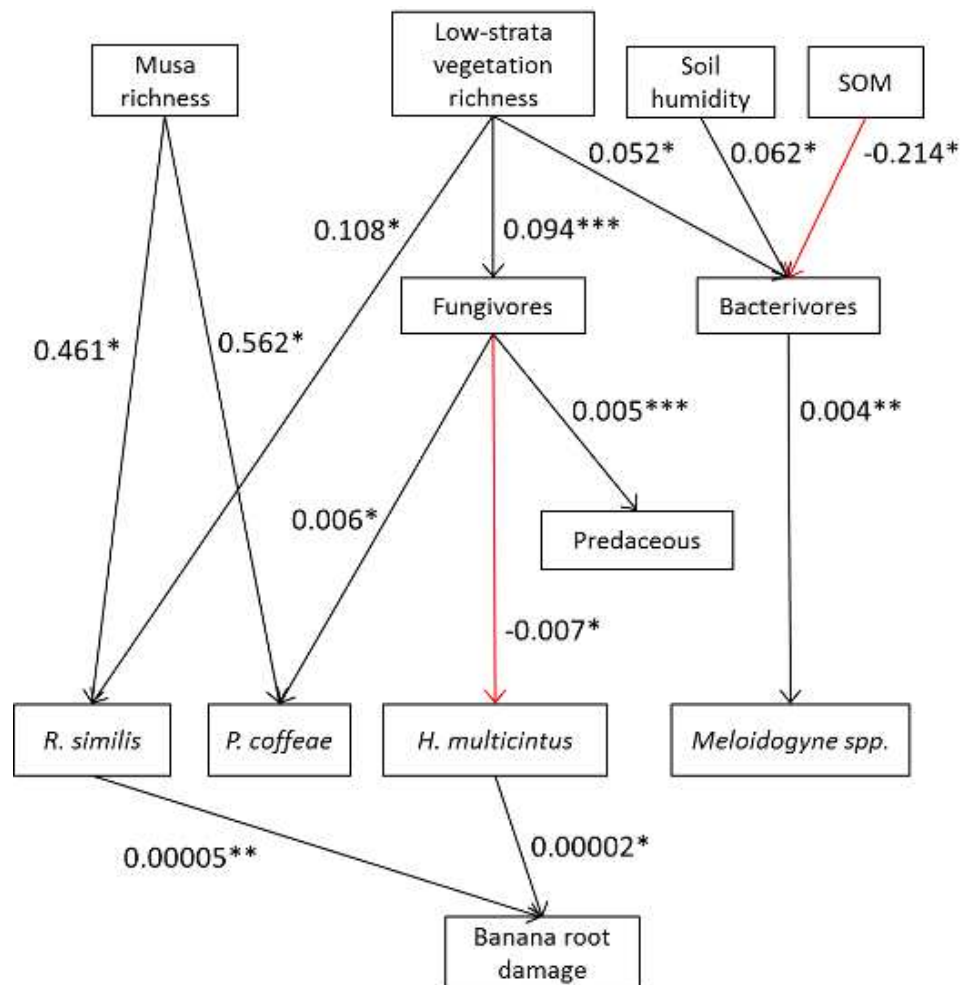 Musa
richness
Low-strata
vegetation
richness
Soil
humidity
SOM
0.052*
0.062*
-0.214*
0.108*
0.094***
Fungivores
Bacterivores
0.461*
0.562*
0.005***
0.004**
0.006*
Predaceous
-0.007*
R. similis
P. coffeae
H. multicintus
Meloidogyne spp.
0.00005**
0.00002*
Banana root
damage